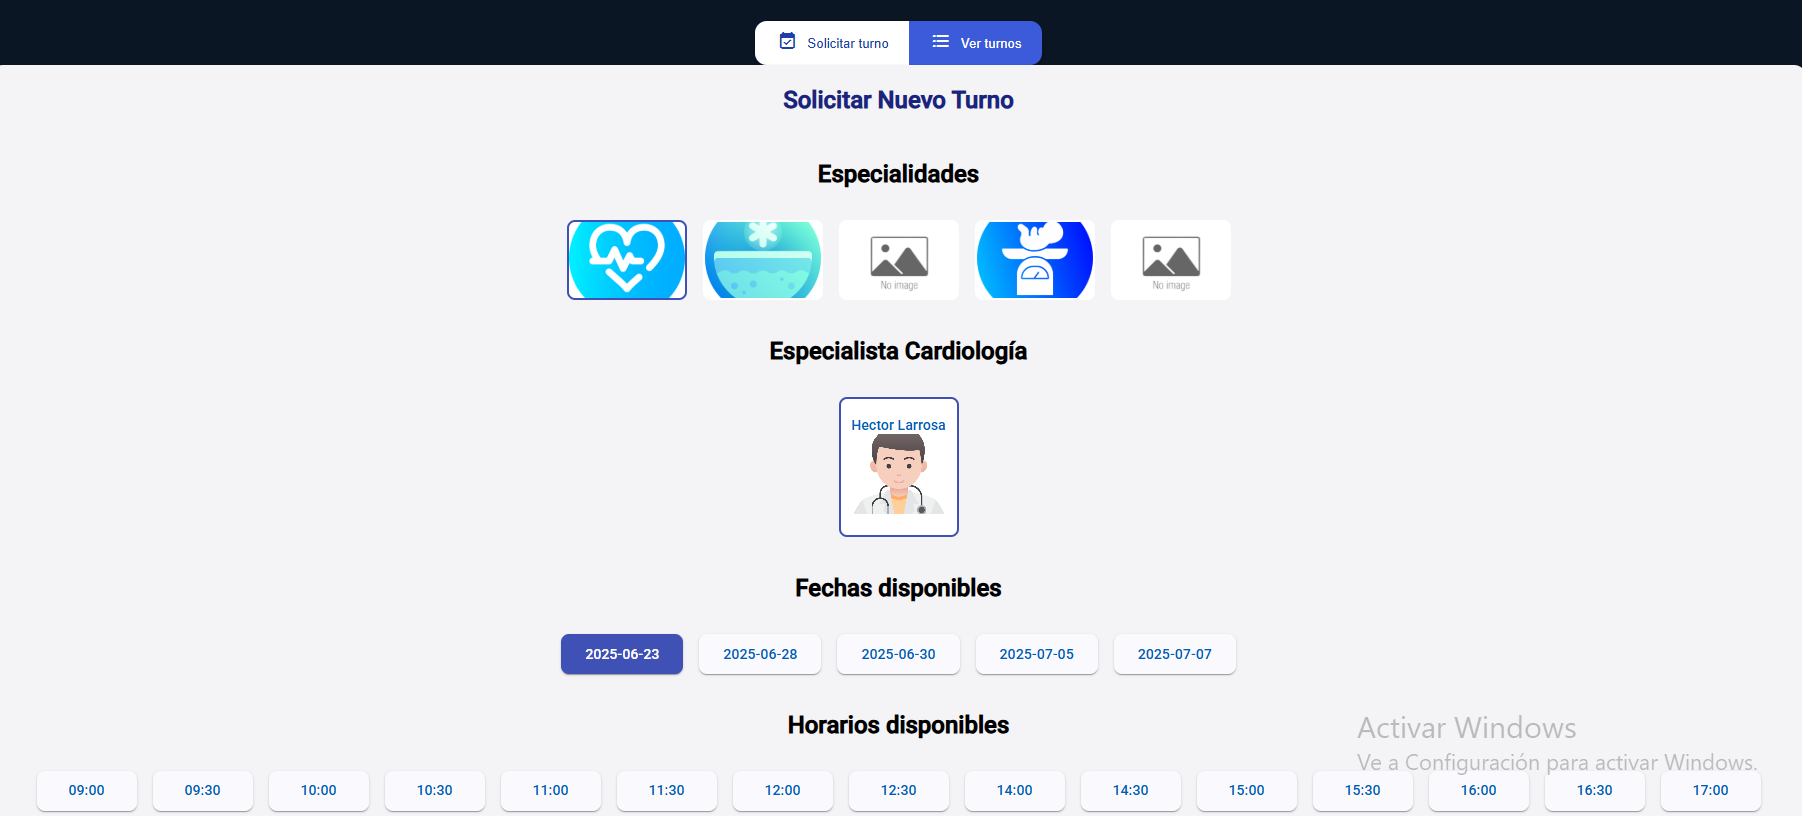 Solicitar turno
Ver turnos
Solicitar Nuevo Turno
Especialidades
No image
No image
Especialista Cardiología
Hector Larrosa
Fechas disponibles
2025-06-23
2025-06-28
2025-06-30
2025-07-05
2025-07-07
Horarios disponibles
Activar Windows
Ve a Configuración para activar Windows.
09:00
09:30
10:00
10:30
11:00
11:30
12:00
12:30
14:00
14:30
15:00
15:30
16:00
16:30
17:00